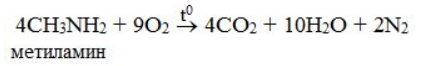 4CH3NH2 + 9O2 t⁰→ 4CO2 + 10H2O + 2N2
метиламин